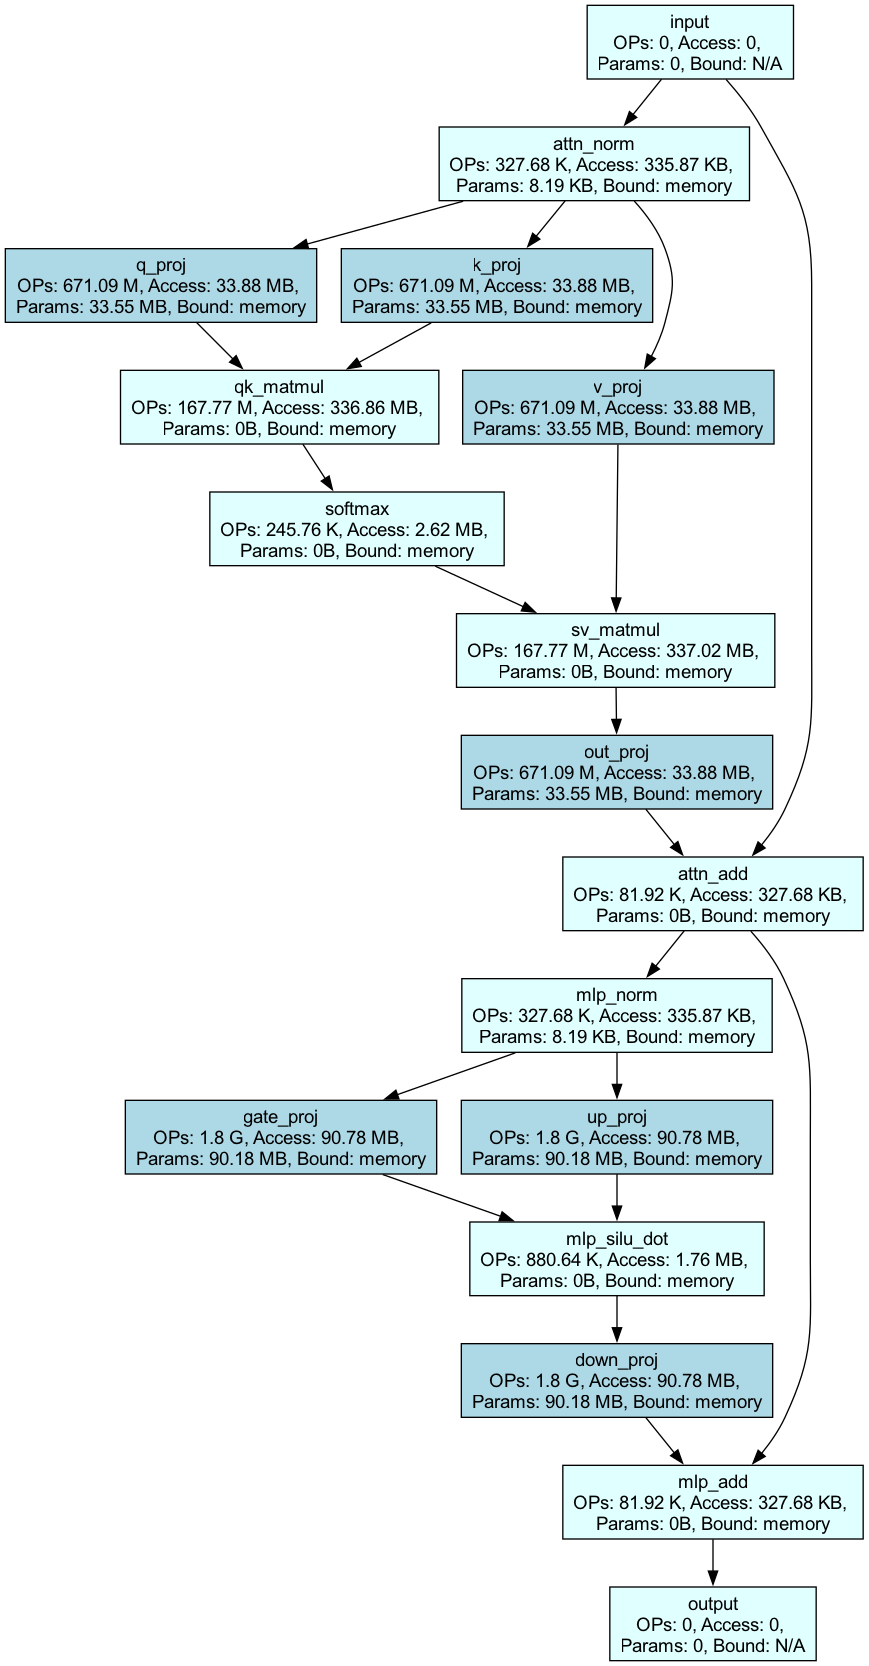 input
OPs: 0, Access: 0,
Params: 0, Bound: N/A
attn_norm
OPs: 327.68 K, Access: 335.87 KB,
Params: 8.19 KB, Bound: memory
q_proj
OPs: 671.09 M, Access: 33.88 MB,
Params: 33.55 MB, Bound: memory
k_proj
OPs: 671.09 M, Access: 33.88 MB,
Params: 33.55 MB, Bound: memory
qk_matmul
OPs: 167.77 M, Access: 336.86 MB,
Params: 0B, Bound: memory
v_proj
OPs: 671.09 M, Access: 33.88 MB,
Params: 33.55 MB, Bound: memory
softmax
OPs: 245.76 K, Access: 2.62 MB,
Params: 0B, Bound: memory
sv_matmul
OPs: 167.77 M, Access: 337.02 MB,
Params: 0B, Bound: memory
out_proj
OPs: 671.09 M, Access: 33.88 MB,
Params: 33.55 MB, Bound: memory
attn_add
OPs: 81.92 K, Access: 327.68 KB,
Params: 0B, Bound: memory
mlp_norm
OPs: 327.68 K, Access: 335.87 KB,
Params: 8.19 KB, Bound: memory
gate_proj
OPs: 1.8 G, Access: 90.78 MB,
Params: 90.18 MB, Bound: memory
up_proj
OPs: 1.8 G, Access: 90.78 MB,
Params: 90.18 MB, Bound: memory
mlp_silu_dot
OPs: 880.64 K, Access: 1.76 MB,
Params: 0B, Bound: memory
down_proj
OPs: 1.8 G, Access: 90.78 MB,
Params: 90.18 MB, Bound: memory
mlp_add
OPs: 81.92 K, Access: 327.68 KB,
Params: 0B, Bound: memory
output
OPs: 0, Access: 0,
Params: 0, Bound: N/A